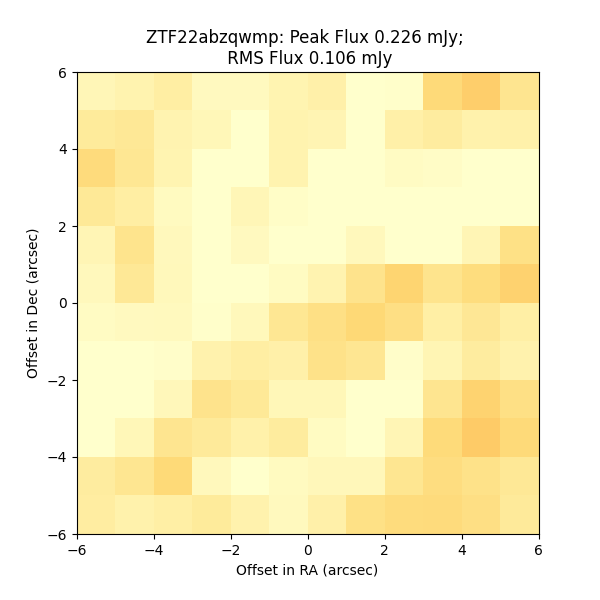 ZTF22abzqwmp: Peak Flux 0.226 mJy;
RMS Flux 0.106 mJy
6
4
2
0
−2
−4
−6
Offset in Dec (arcsec)
−6 −4 −2 0 2 4 6
Offset in RA (arcsec)